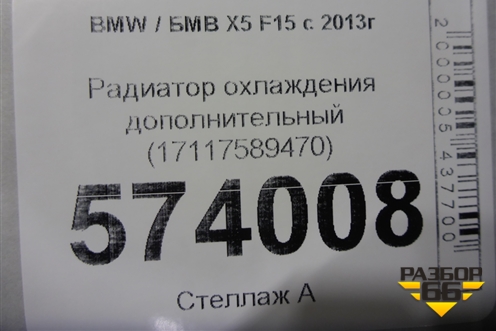 BMW / БМВ X5 F15 с 2013г
Радиатор охлаждения
дополнительный
(17117589470)
574008
Стеллаж А
2000005437700
РАЗБОР
66